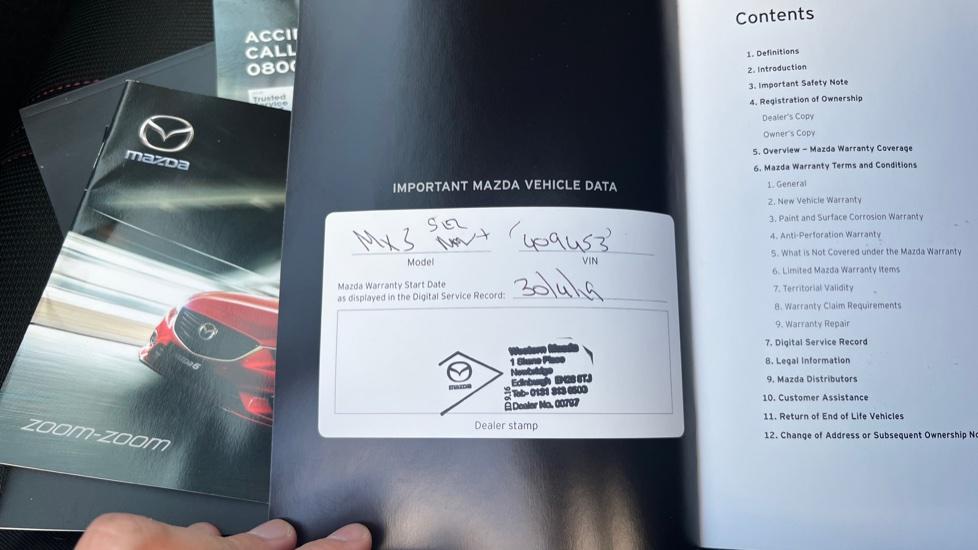 ACCI
CALL
080
Trusted
mazda
zoom-zoom
IMPORTANT MAZDA VEHICLE DATA
409453
Model
VIN
Mazda Warranty Start Date
as displayed in the Digital Service Record:
30/4/19
mazda
Western Mazda
1 Place
Newbridge
Edinburgh EH28 8TJ
Tel: 0131 313 6500
Dealer No. 00797
ED 9.16
Dealer stamp
Contents
1. Definitions
2. Introduction
3. Important Safety Note
4. Registration of Ownership
Dealer's Copy
Owner's Copy
5. Overview – Mazda Warranty Coverage
6. Mazda Warranty Terms and Conditions
1. General
2. New Vehicle Warranty
3. Paint and Surface Corrosion Warranty
4. Anti-Perforation Warranty
5. What is Not Covered under the Mazda Warranty
6. Limited Mazda Warranty Items
7. Territorial Validity
8. Warranty Claim Requirements
9. Warranty Repair
7. Digital Service Record
8. Legal Information
9. Mazda Distributors
10. Customer Assistance
11. Return of End of Life Vehicles
12. Change of Address or Subsequent Ownership No